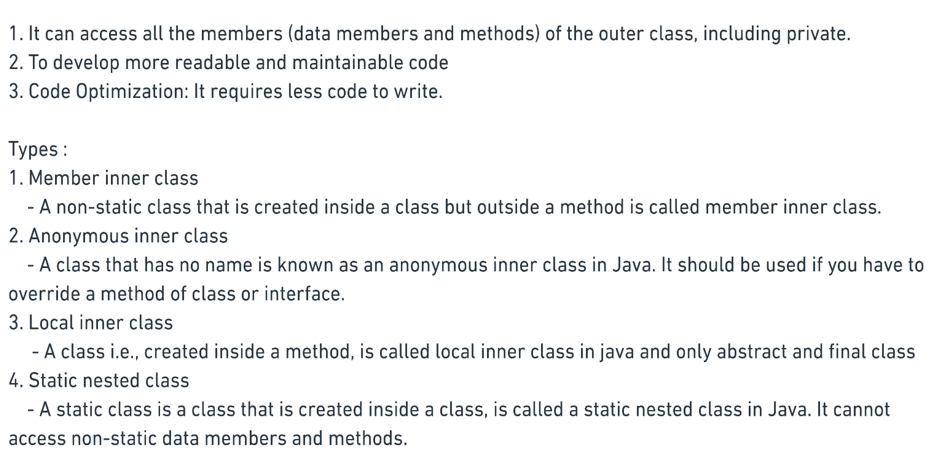 1. It can access all the members (data members and methods) of the outer class, including private.
2. To develop more readable and maintainable code
3. Code Optimization: It requires less code to write.
Types :
1. Member inner class
- A non-static class that is created inside a class but outside a method is called member inner class.
2. Anonymous inner class
- A class that has no name is known as an anonymous inner class in Java. It should be used if you have to
override a method of class or interface.
3. Local inner class
- A class i.e., created inside a method, is called local inner class in java and only abstract and final class
4. Static nested class
- A static class is a class that is created inside a class, is called a static nested class in Java. It cannot
access non-static data members and methods.